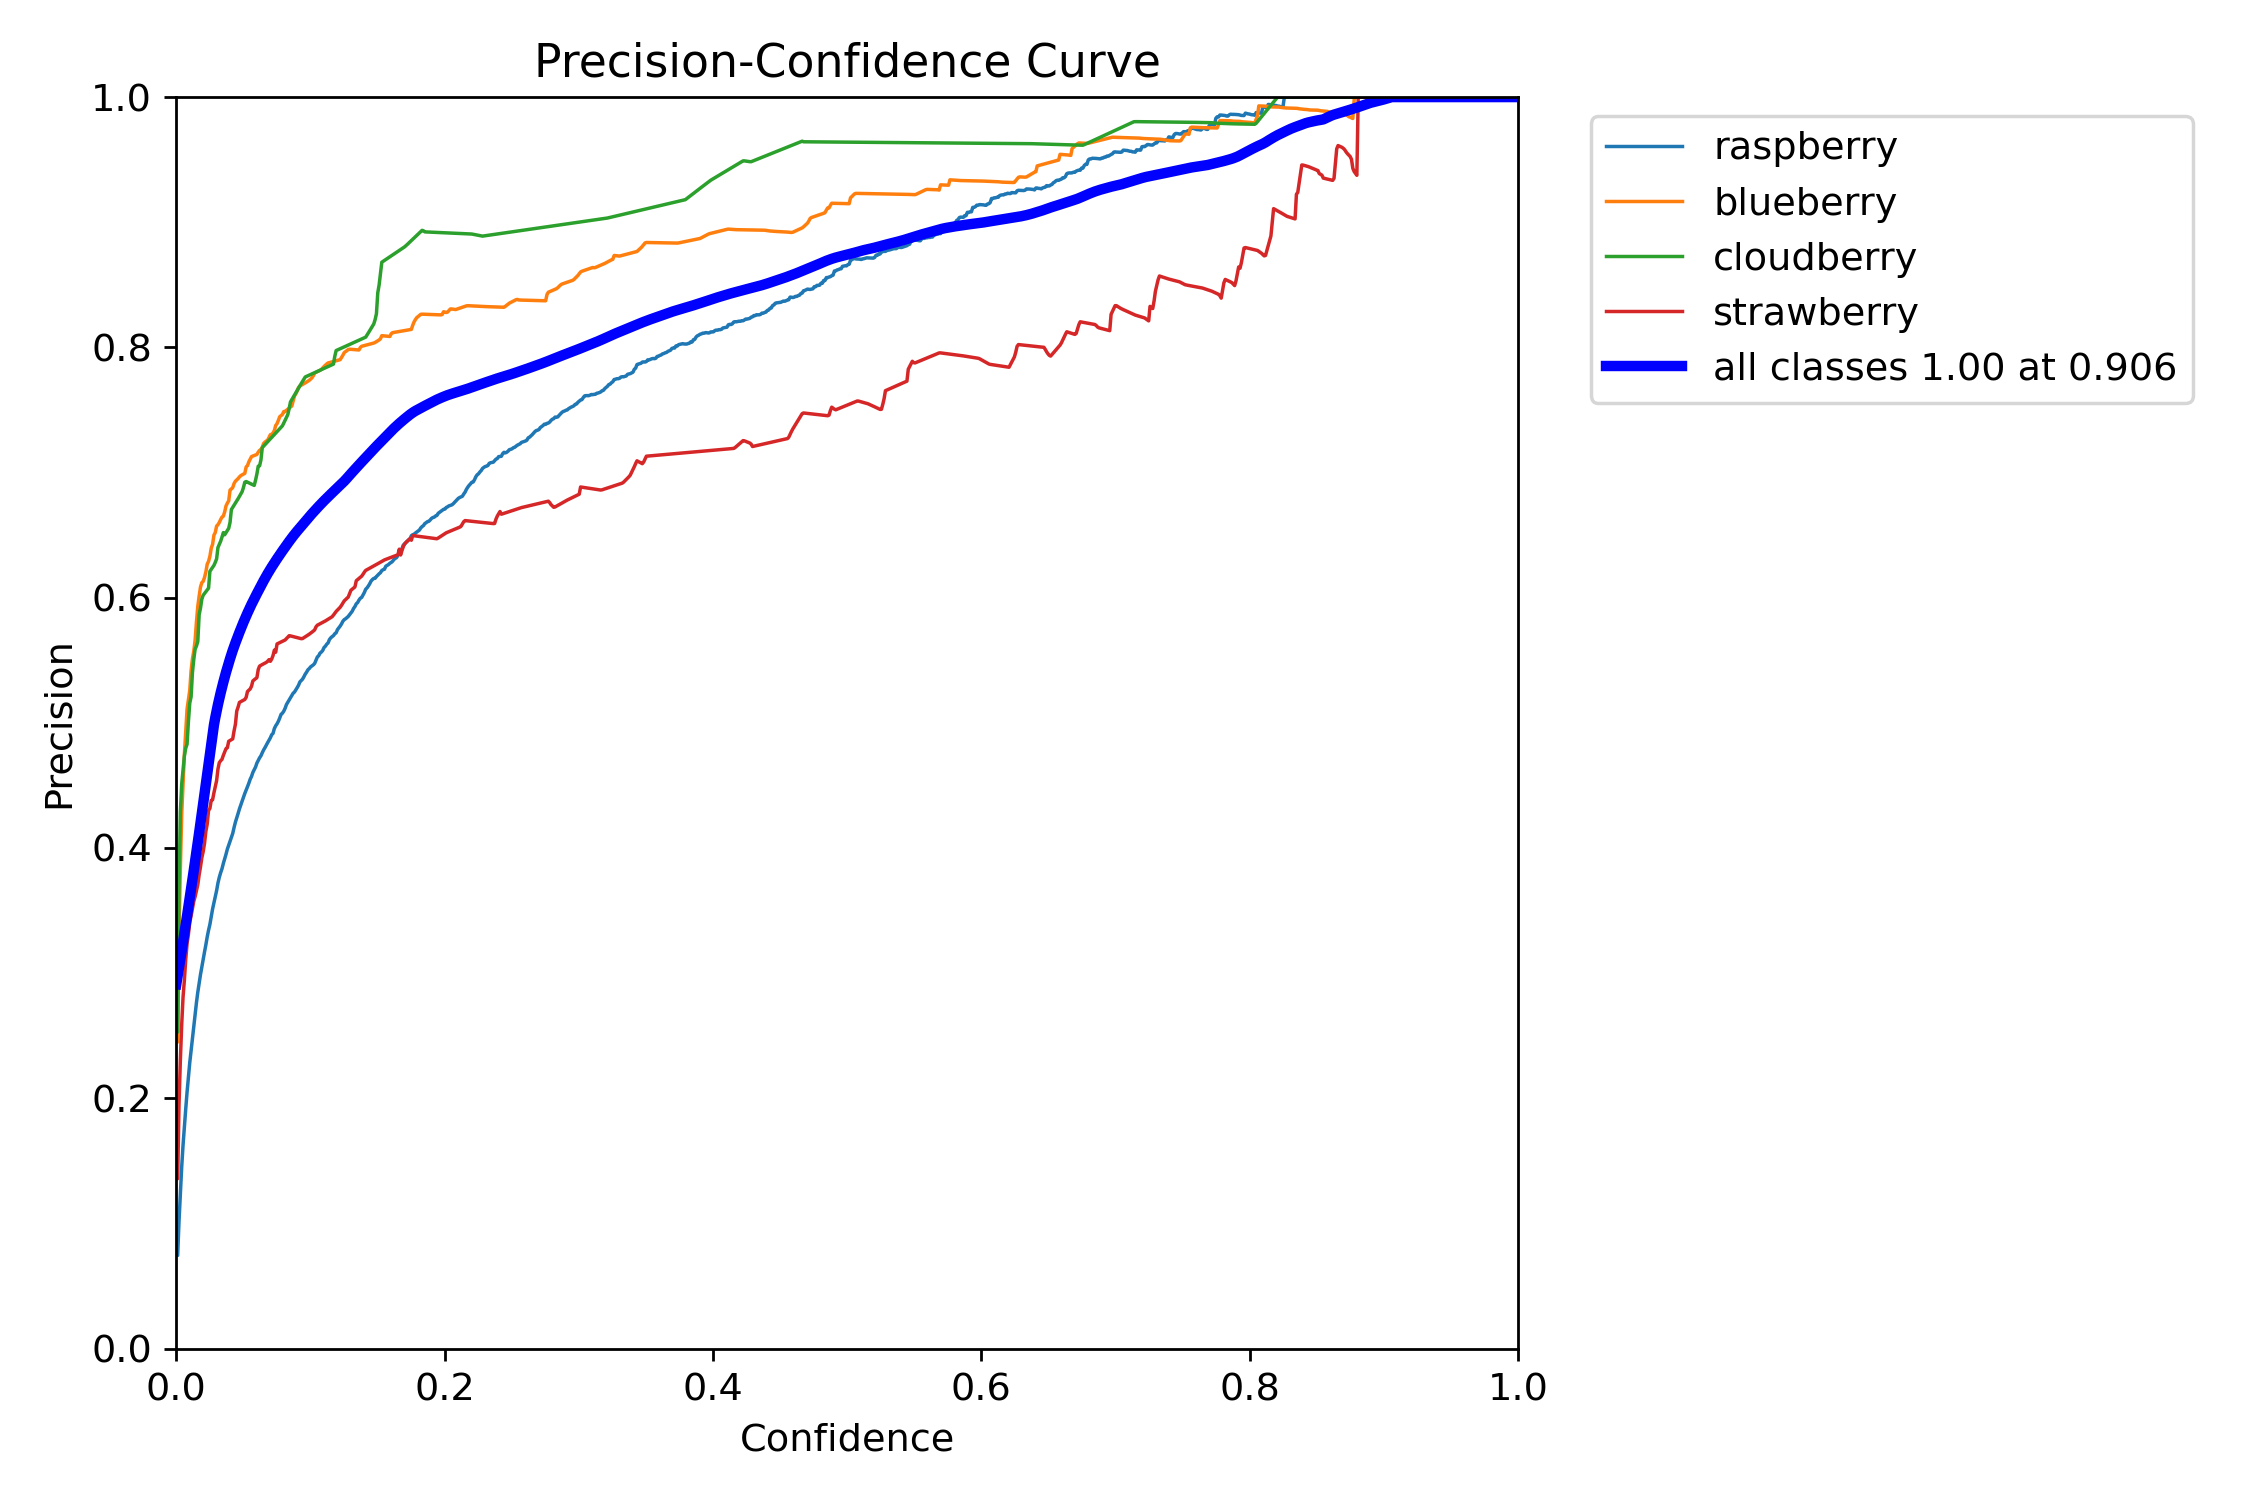 Precision-Confidence Curve
1.0
0.8
0.6
0.4
0.2
0.0
Precision
0.0 0.2 0.4 0.6 0.8 1.0
Confidence
raspberry
blueberry
cloudberry
strawberry
all classes 1.00 at 0.906